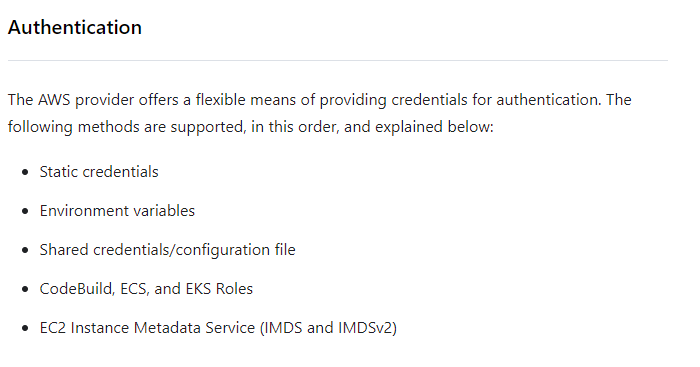 Authentication
The AWS provider offers a flexible means of providing credentials for authentication. The
following methods are supported, in this order, and explained below:
• Static credentials
• Environment variables
• Shared credentials/configuration file
• CodeBuild, ECS, and EKS Roles
• EC2 Instance Metadata Service (IMDS and IMDSv2)